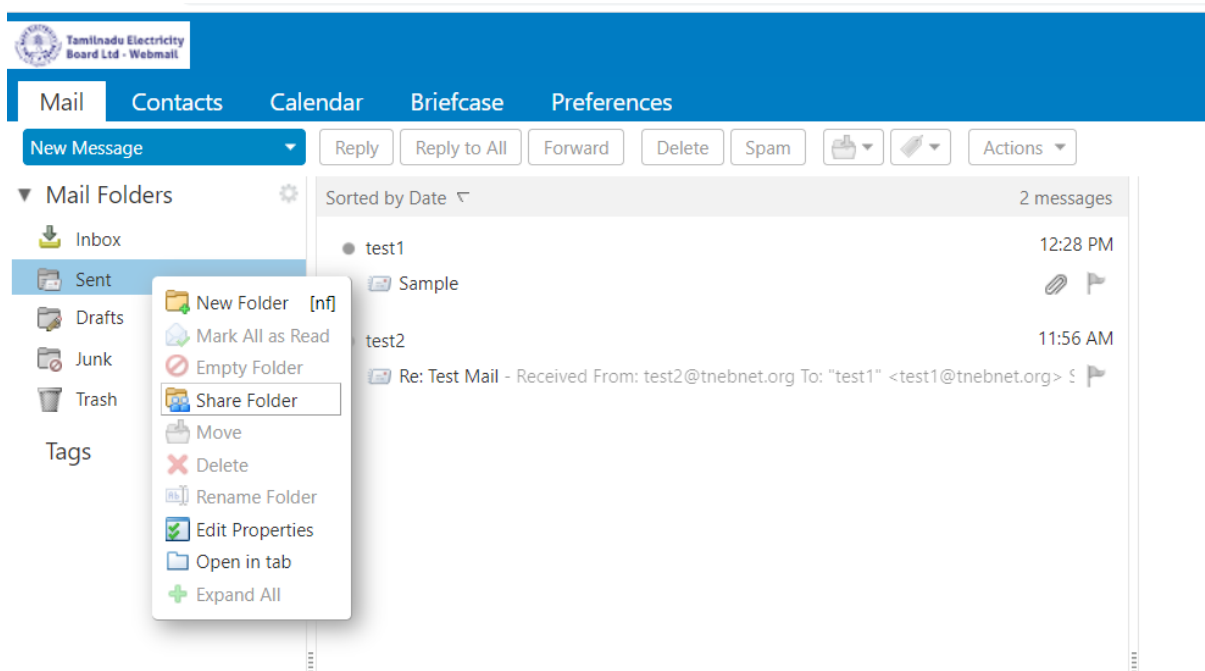 Tamilnadu Electricity
Board Ltd - Webmail
Mail Contacts Calendar Briefcase Preferences
New Message Reply Reply to All Forward Delete Spam Actions
Mail Folders
Inbox
Sent
Drafts
Junk
Trash
Tags
New Folder [nf]
Mark All as Read
Empty Folder
Share Folder
Move
Delete
Rename Folder
Edit Properties
Open in tab
Expand All
Sorted by Date 2 messages
test1 12:28 PM
Sample
test2 11:56 AM
Re: Test Mail - Received From: test2@tnebnet.org To: "test1" <test1@tnebnet.org> S